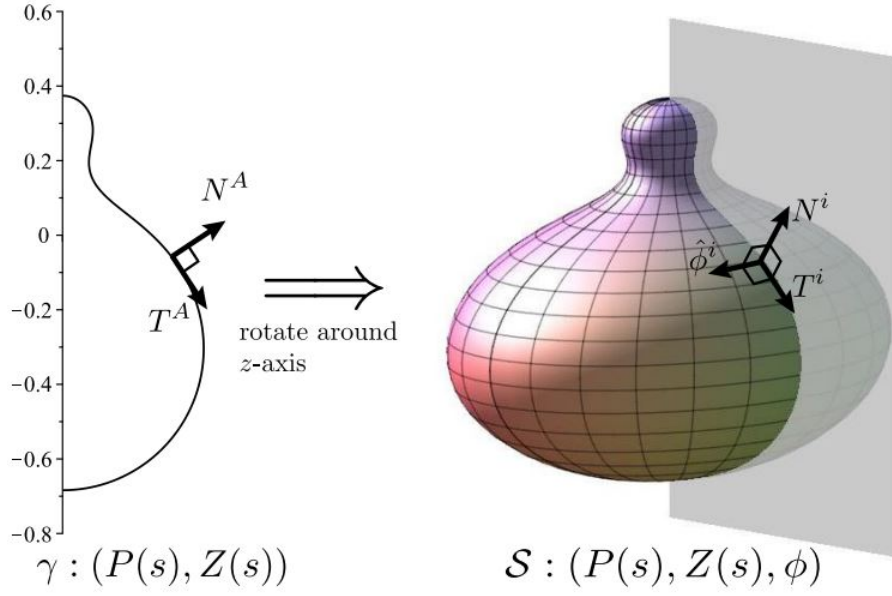 0.6
0.4
0.2
0
−0.2
−0.4
−0.6
−0.8
N^A
T^A
rotate around
z-axis
N^i
\hat{\phi}^i
T^i
γ : (P(s), Z(s))
𝒮 : (P(s), Z(s), ϕ)